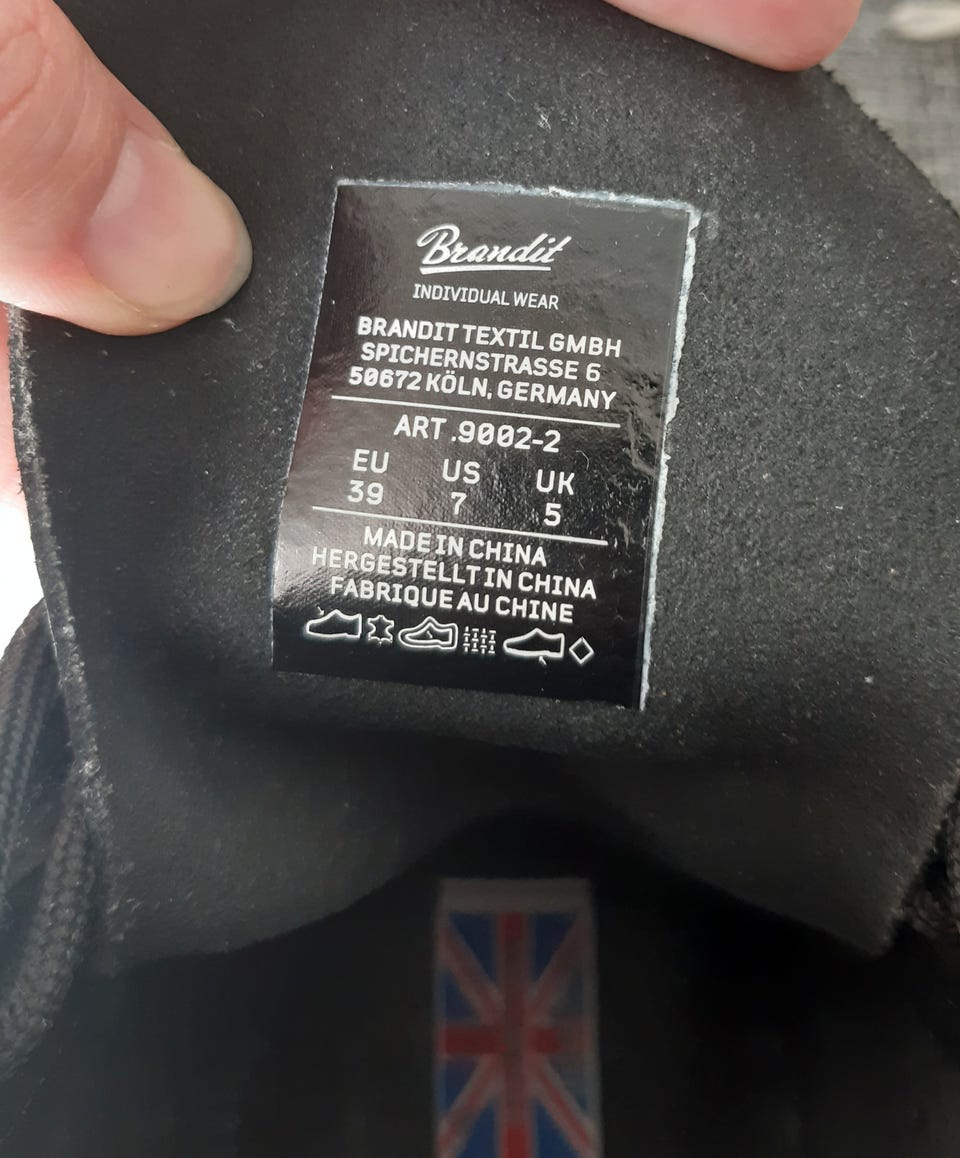 Brandit
INDIVIDUAL WEAR
BRANDIT TEXTIL GMBH
SPICHERNSTRASSE 6
50672 KÖLN, GERMANY
ART .9002-2
EU US UK
39 7 5
MADE IN CHINA
HERGESTELLT IN CHINA
FABRIQUE AU CHINE